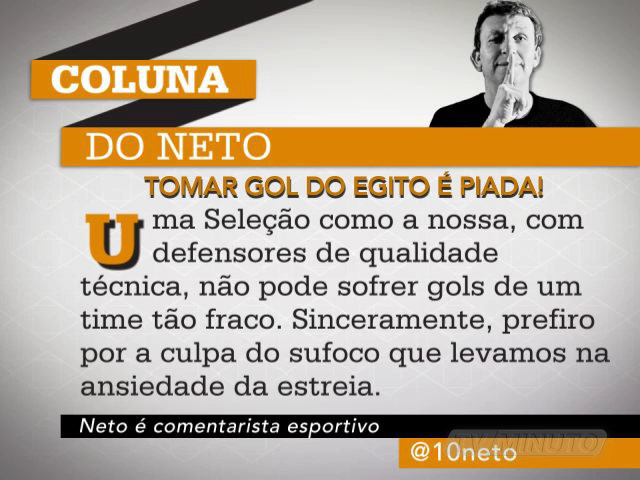 COLUNA
DO NETO
TOMAR GOL DO EGITO É PIADA!
Uma Seleção como a nossa, com
defensores de qualidade
técnica, não pode sofrer gols de um
time tão fraco. Sinceramente, prefiro
por a culpa do sufoco que levamos na
ansiedade da estreia.
Neto é comentarista esportivo
TV MINUTO
@10neto